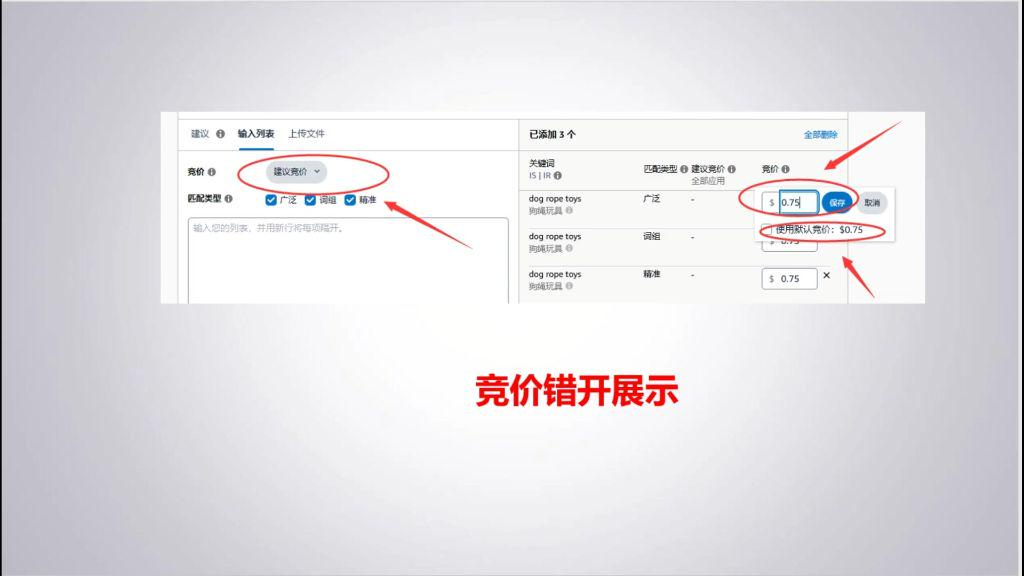 建议 输入列表 上传文件
竞价 建议竞价
匹配类型 广泛 词组 精准
输入您的列表，并用新行将每项隔开。
已添加 3 个 全部删除
关键词 匹配类型 建议竞价 竞价
IS | IR 全部应用
dog rope toys 广泛 - $ 0.75 保存 取消
狗绳玩具
使用默认竞价：$0.75
dog rope toys 词组 - $ 0.75
狗绳玩具
dog rope toys 精准 - $ 0.75 ×
狗绳玩具
竞价错开展示